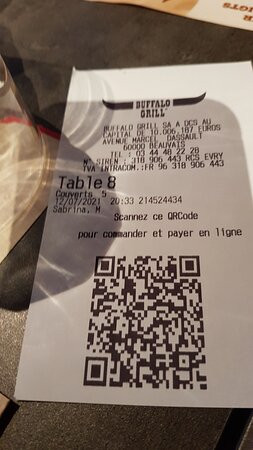 BUFFALO
GRILL
BUFFALO GRILL SA A DCS AU
CAPITAL DE 10.006.187 EUROS
AVENUE MARCEL DASSAULT
60000 BEAUVAIS
TEL : 03 44 48 22 28
N° SIREN : 318 906 443 RCS EVRY
TVA INTRACOM.:FR 96 318 906 443
Table 8
Couverts 5
12/07/2021 20:33 214524434
Sabrina, M
Scannez ce QRCode
pour commander et payer en ligne